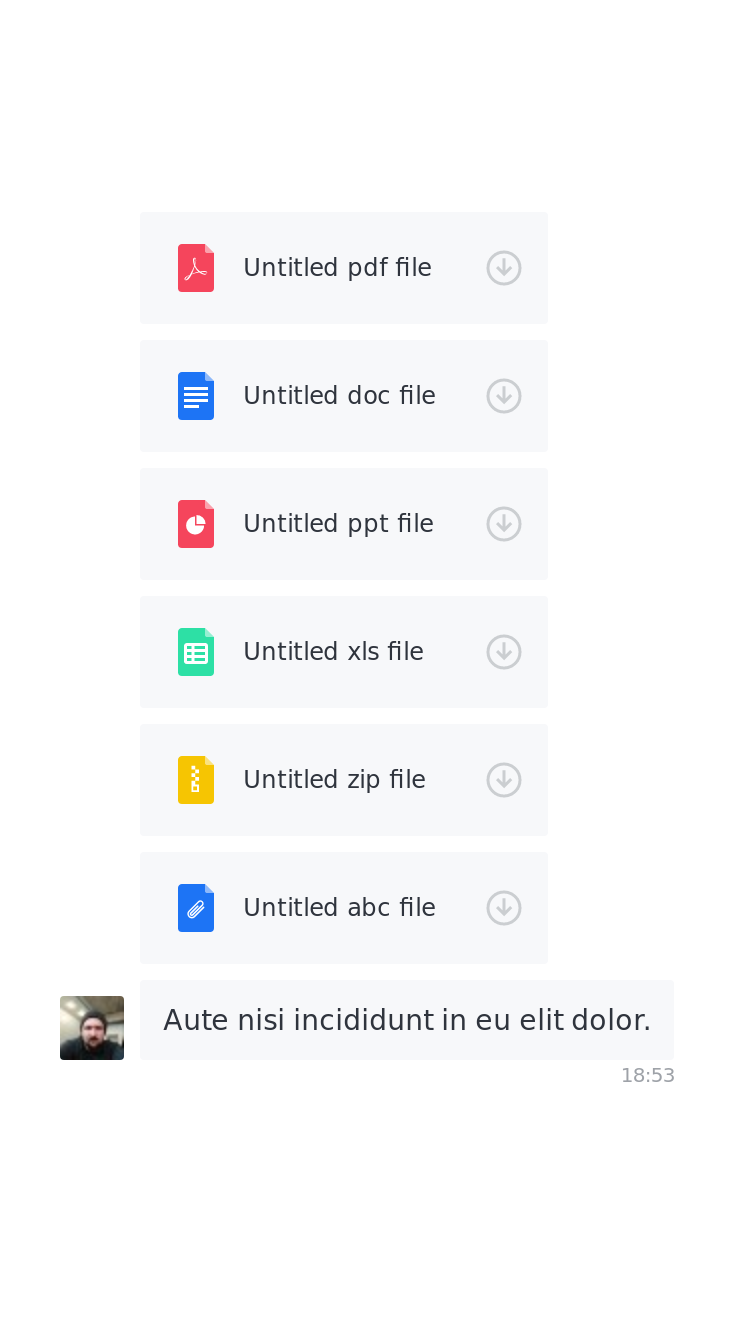 Untitled pdf file
Untitled doc file
Untitled ppt file
Untitled xls file
Untitled zip file
Untitled abc file
Aute nisi incididunt in eu elit dolor.
18:53